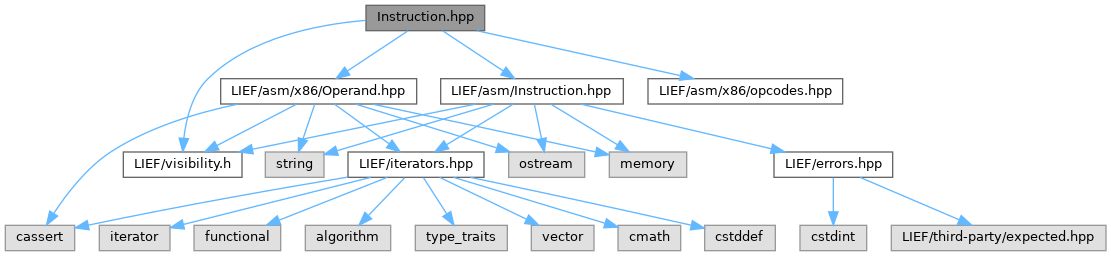 Instruction.hpp
LIEF/asm/x86/Operand.hpp
LIEF/asm/Instruction.hpp
LIEF/asm/x86/opcodes.hpp
LIEF/visibility.h
string
LIEF/iterators.hpp
ostream
memory
LIEF/errors.hpp
cassert
iterator
functional
algorithm
type_traits
vector
cmath
cstddef
cstdint
LIEF/third-party/expected.hpp